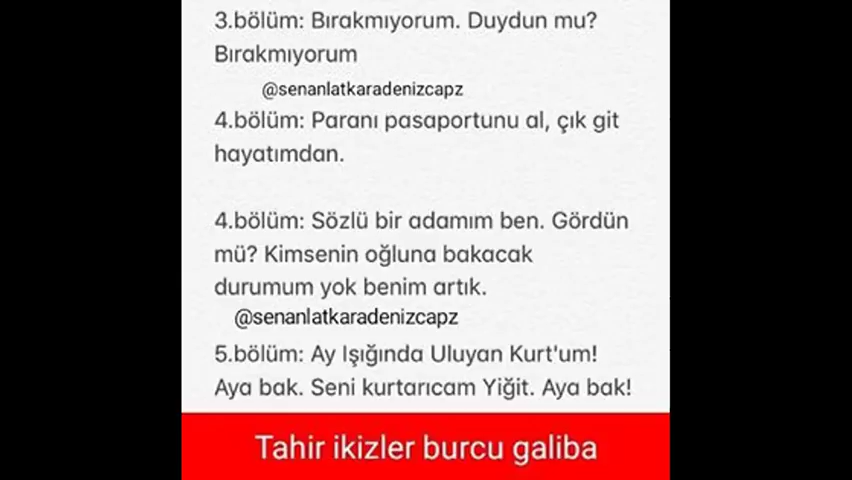 3.bölüm: Bırakmıyorum. Duydun mu?
Bırakmıyorum
@senanlatkaradenizcapz
4.bölüm: Paranı pasaportunu al, çık git
hayatımdan.
4.bölüm: Sözlü bir adamım ben. Gördün
mü? Kimsenin oğluna bakacak
durumum yok benim artık.
@senanlatkaradenizcapz
5.bölüm: Ay Işığında Uluyan Kurt'um!
Aya bak. Seni kurtarıcam Yiğit. Aya bak!
Tahir ikizler burcu galiba